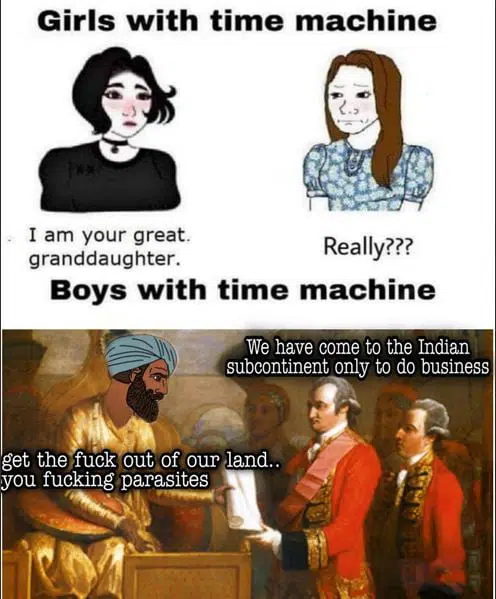 Girls with time machine
I am your great.
granddaughter.
Really???
Boys with time machine
We have come to the Indian
subcontinent only to do business
get the fuck out of our land..
you fucking parasites